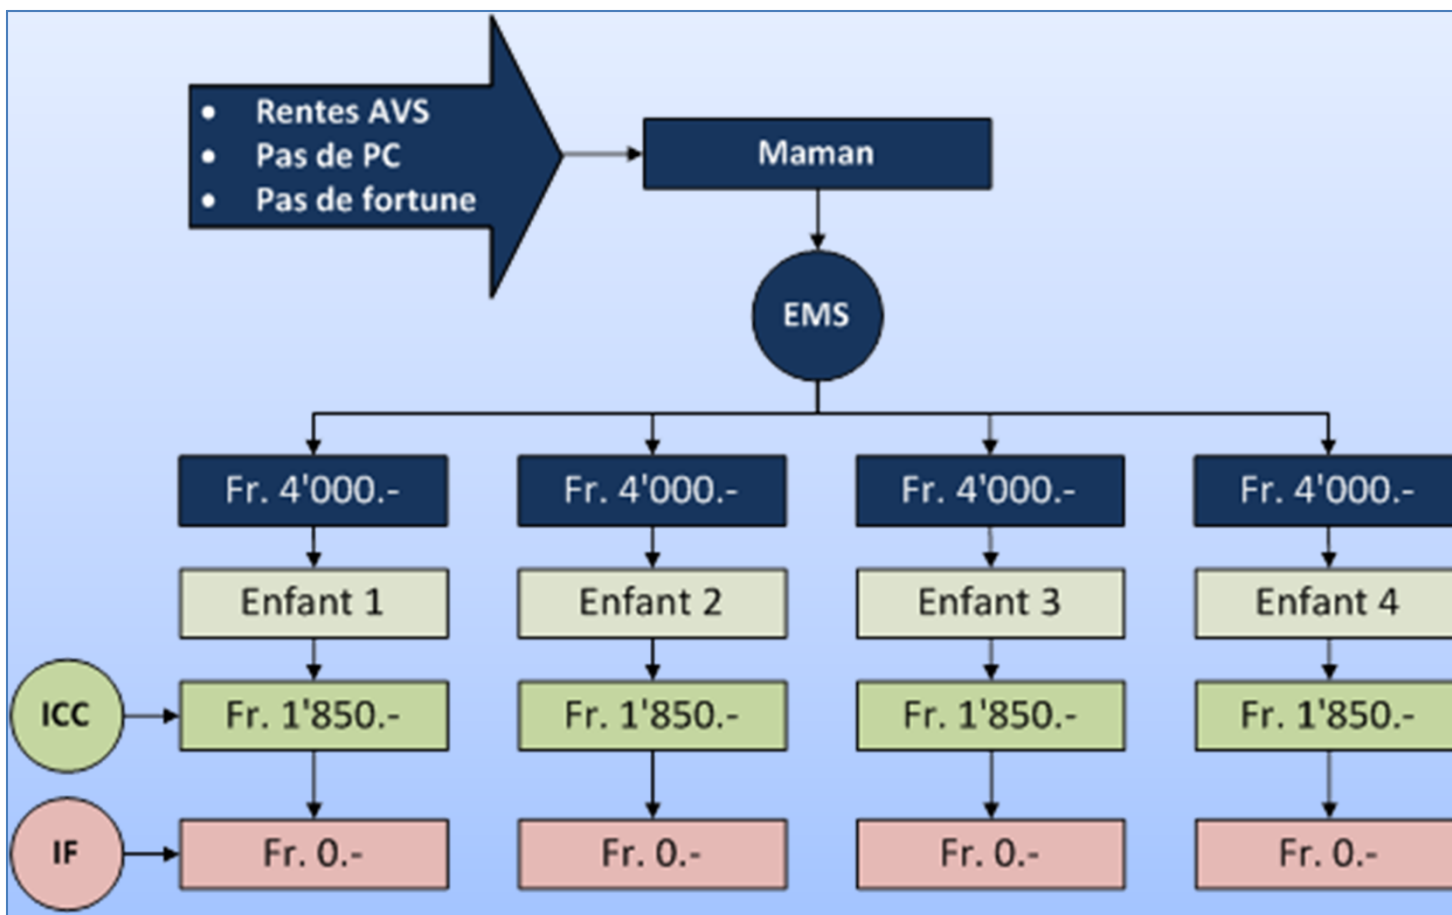 • Rentes AVS
• Pas de PC
• Pas de fortune
Maman
EMS
Fr. 4'000.- Fr. 4'000.- Fr. 4'000.- Fr. 4'000.-
Enfant 1 Enfant 2 Enfant 3 Enfant 4
ICC Fr. 1'850.- Fr. 1'850.- Fr. 1'850.- Fr. 1'850.-
IF Fr. 0.- Fr. 0.- Fr. 0.- Fr. 0.-